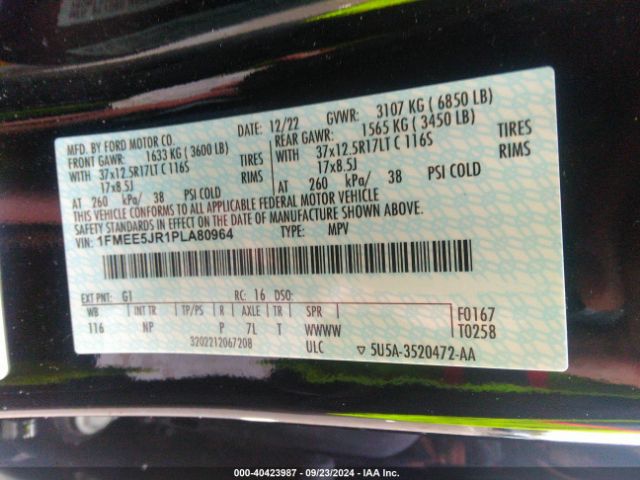 MFD. BY FORD MOTOR CO.
DATE: 12/22 GVWR: 3107 KG ( 6850 LB)
FRONT GAWR: 1633 KG ( 3600 LB)
REAR GAWR: 1565 KG ( 3450 LB)
WITH 37x12.5R17LT C 116S TIRES
WITH 37x12.5R17LT C 116S TIRES
17x8.5J RIMS
17x8.5J RIMS
AT 260 kPa/ 38 PSI COLD
AT 260 kPa/ 38 PSI COLD
THIS VEHICLE CONFORMS TO ALL APPLICABLE FEDERAL MOTOR VEHICLE
SAFETY STANDARDS IN EFFECT ON THE DATE OF MANUFACTURE SHOWN ABOVE.
VIN: 1FMEE5JR1PLA80964 TYPE: MPV
EXT PNT: G1 RC: 16 DSO:
WB INT TR TP/PS R AXLE TR SPR
116 NP P 7L T WWWW
F0167
T0258
3202212067208 ULC
5U5A-3520472-AA
000-40423987 - 09/23/2024 - IAA Inc.